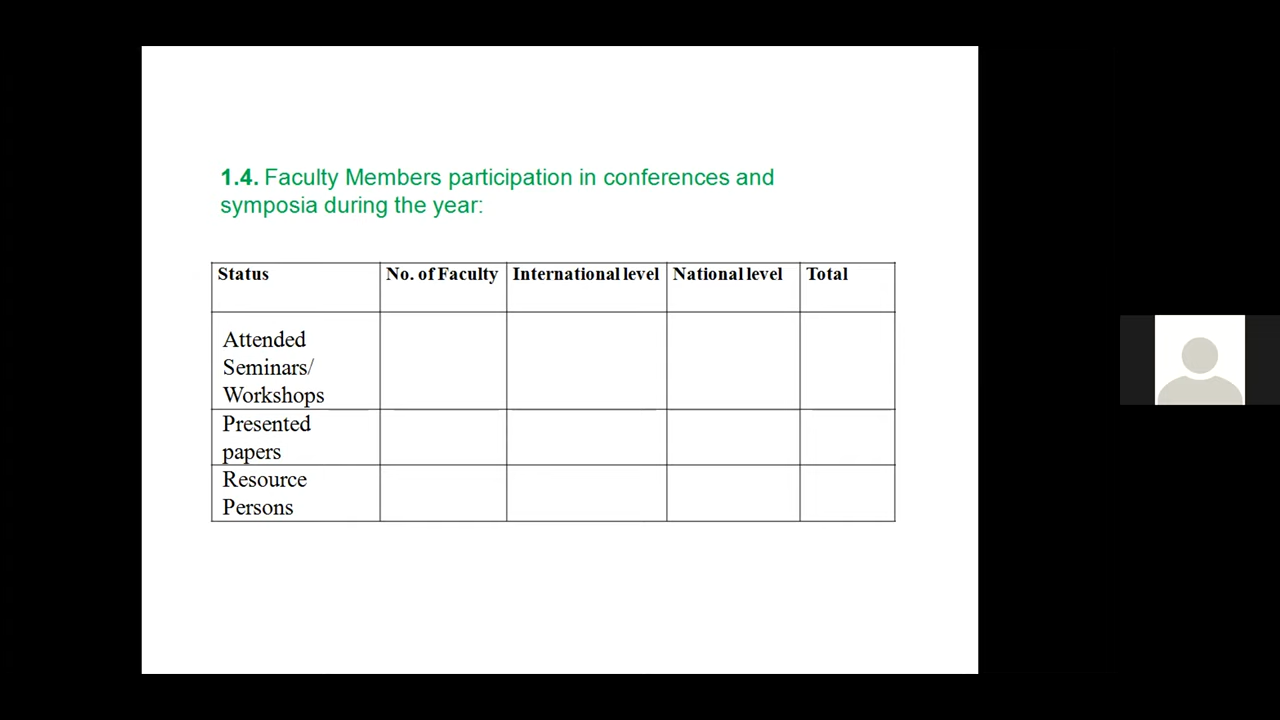 1.4. Faculty Members participation in conferences and
symposia during the year:
Status No. of Faculty International level National level Total
Attended
Seminars/
Workshops
Presented
papers
Resource
Persons